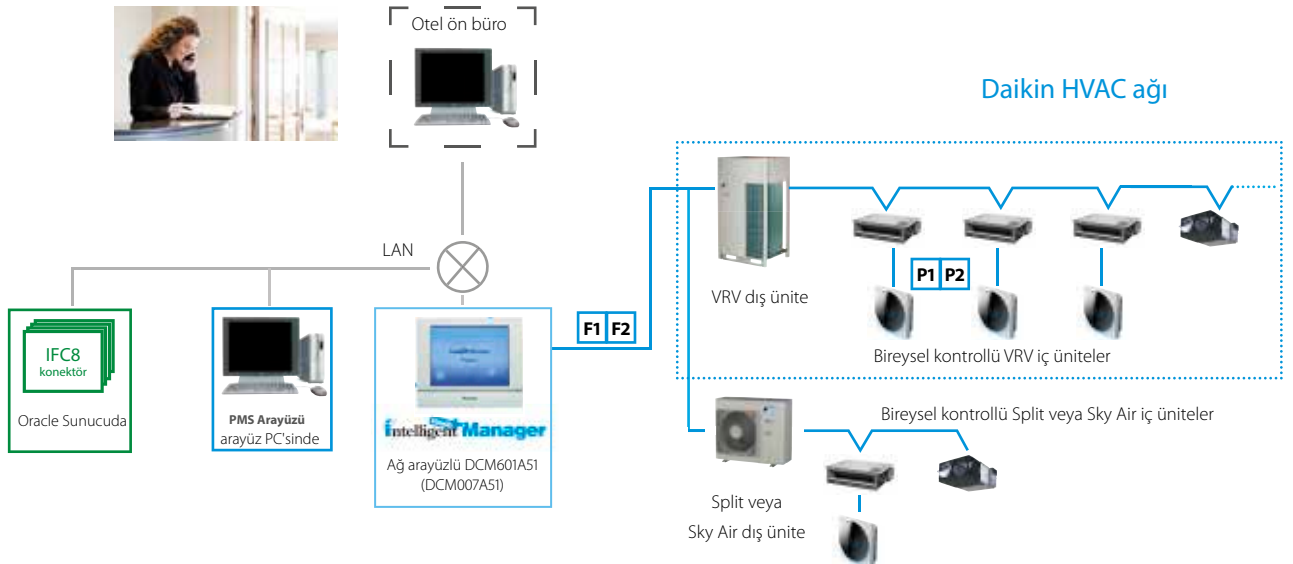 Otel ön büro
Daikin HVAC ağı
LAN
VRV dış ünite
P1 P2
F1 F2
Bireysel kontrollü VRV iç üniteler
IFC8
konektör
Oracle Sunucuda
PMS Arayüzü
arayüz PC'sinde
intelligent Manager
Ağ arayüzlü DCM601A51
(DCM007A51)
Bireysel kontrollü Split veya Sky Air iç üniteler
Split veya
Sky Air dış ünite